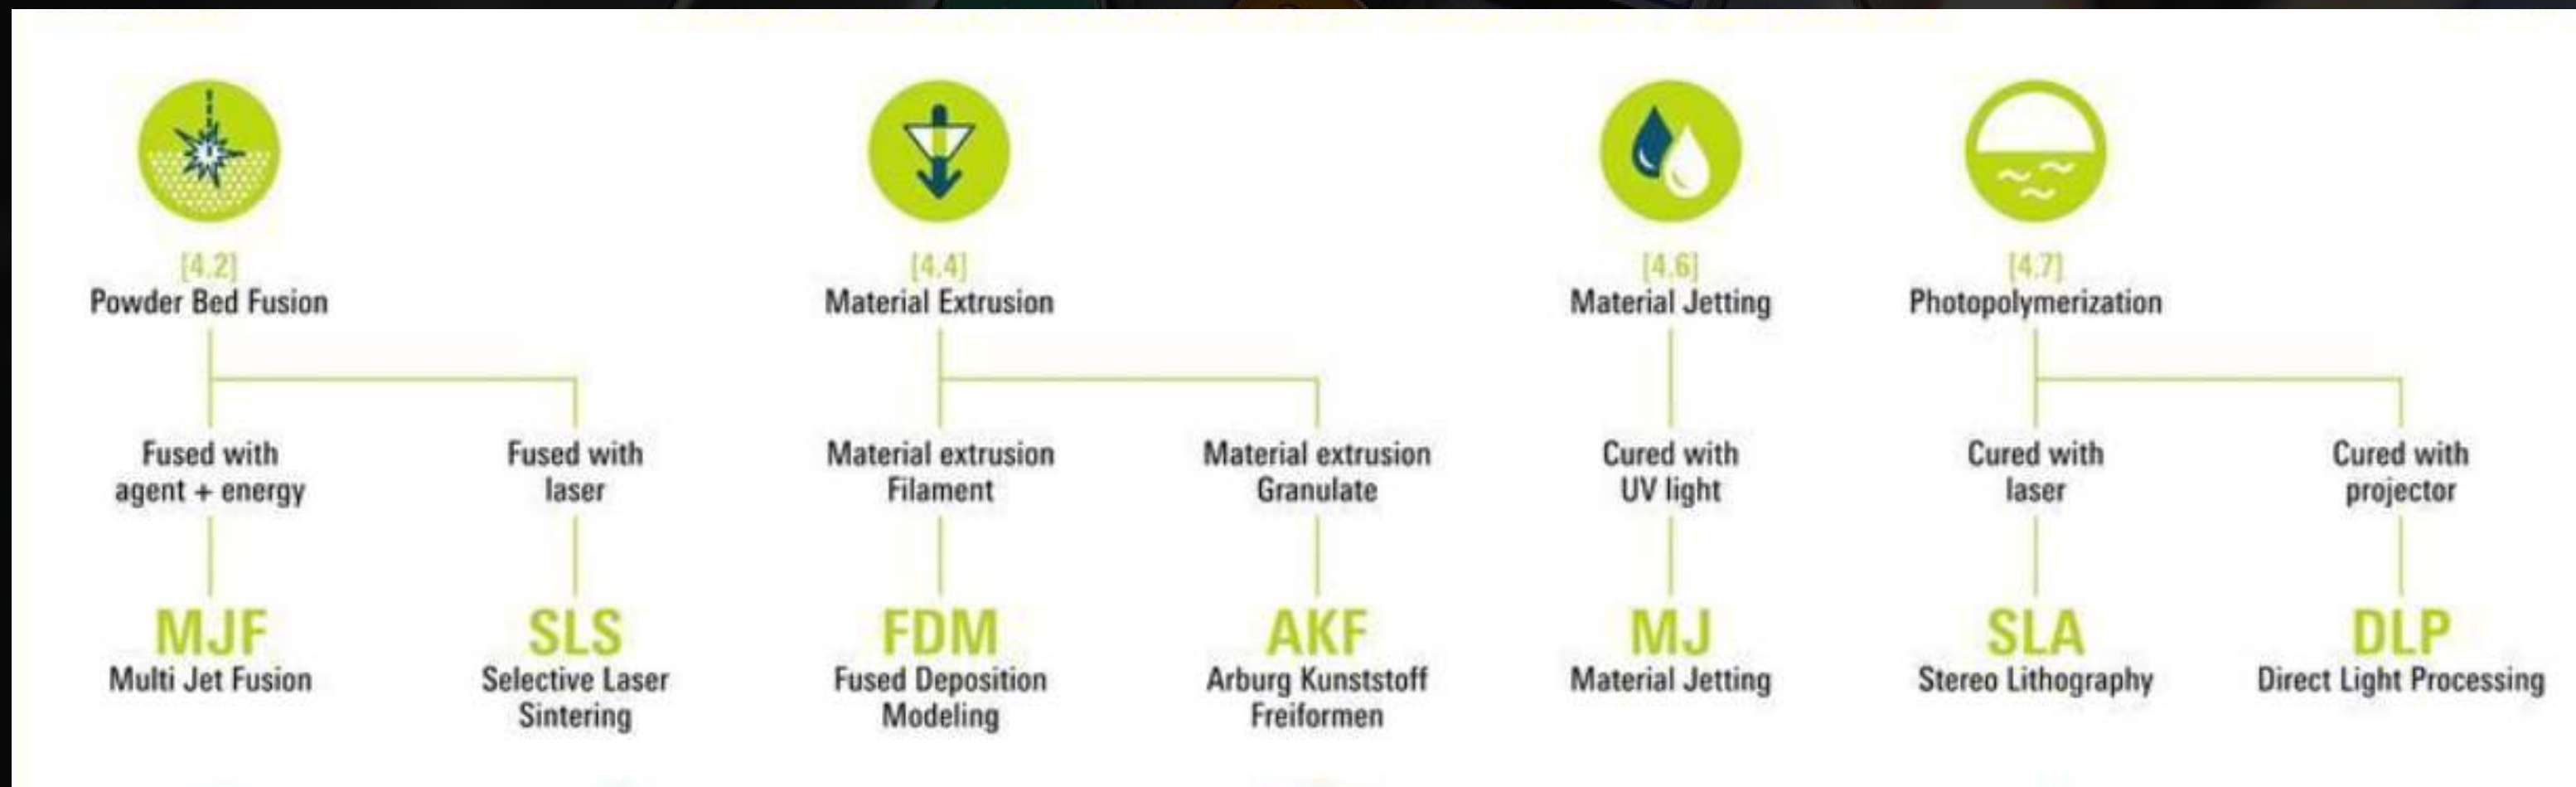 [4.2]
Powder Bed Fusion
[4.4]
Material Extrusion
[4.6]
Material Jetting
[4.7]
Photopolymerization
Fused with
agent + energy
Fused with
laser
Material extrusion
Filament
Material extrusion
Granulate
Cured with
UV light
Cured with
laser
Cured with
projector
MJF
Multi Jet Fusion
SLS
Selective Laser
Sintering
FDM
Fused Deposition
Modeling
AKF
Arburg Kunststoff
Freiformen
MJ
Material Jetting
SLA
Stereo Lithography
DLP
Direct Light Processing